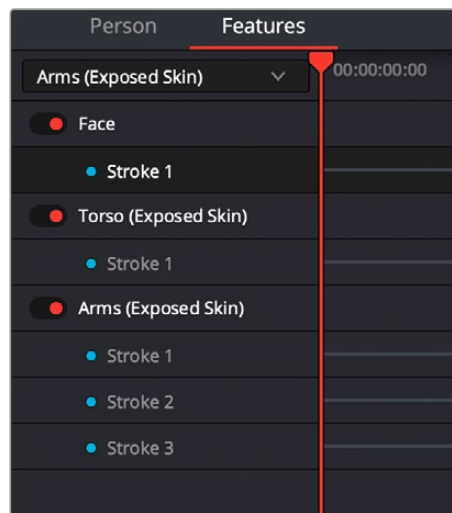 Person Features
Arms (Exposed Skin) 00:00:00:00
Face
Stroke 1
Torso (Exposed Skin)
Stroke 1
Arms (Exposed Skin)
Stroke 1
Stroke 2
Stroke 3